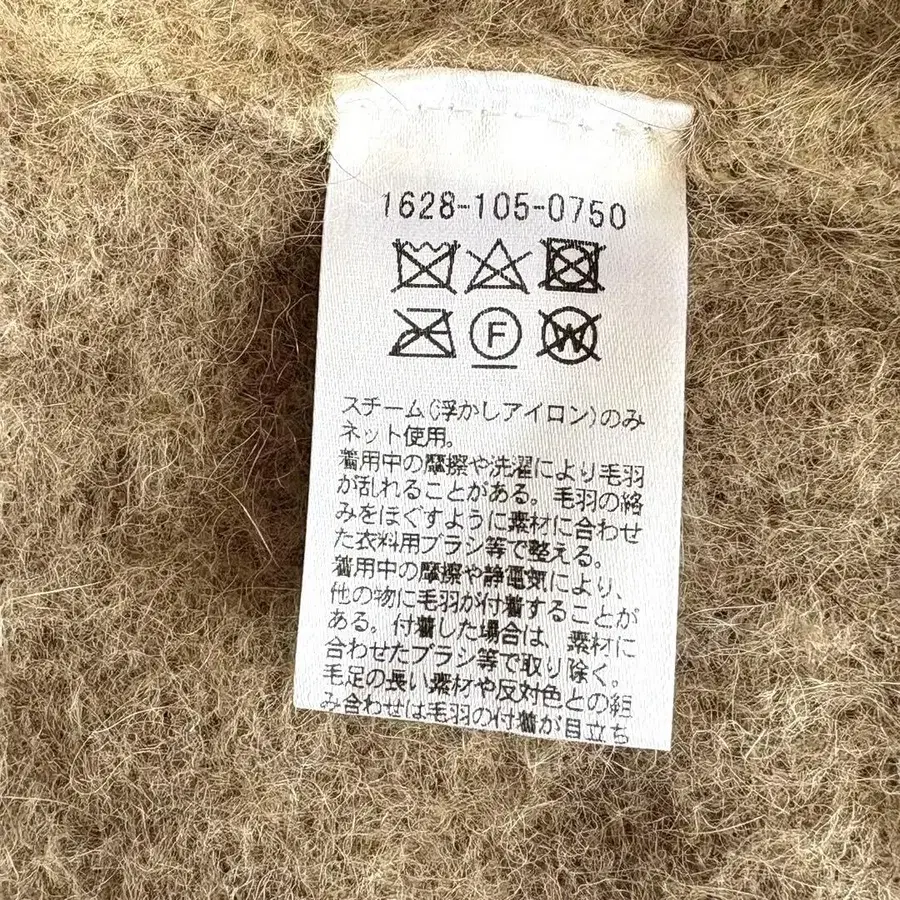 1628-105-0750
F W
スチーム(浮かしアイロン)のみ
ネット使用。
着用中の摩擦や洗濯により毛羽
が乱れることがある。毛羽の絡
みをほぐすように素材に合わせ
た衣料用ブラシ等で整える。
着用中の摩擦や静電気により、
他の物に毛羽が付着することが
ある。付着した場合は、素材に
合わせたブラシ等で取り除く。
毛足の長い素材や反対色との組
み合わせは毛羽の付着が目立ち